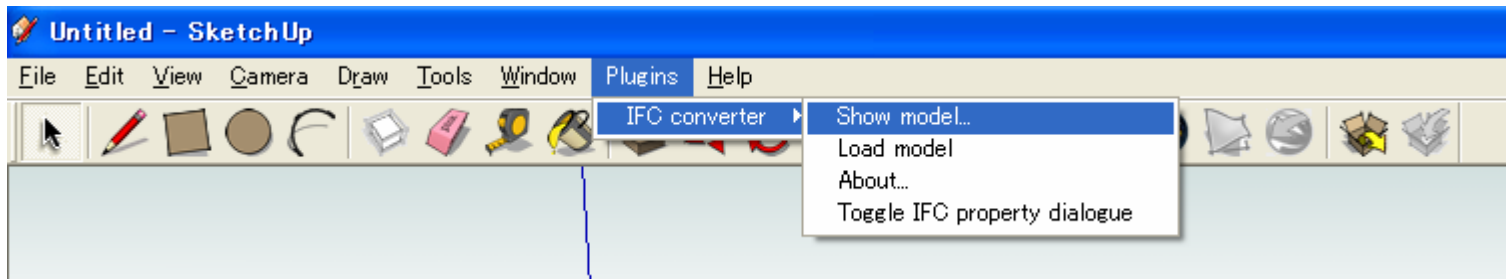 Untitled - SketchUp
File Edit View Camera Draw Tools Window Plugins Help
IFC converter
Show model...
Load model
About...
Toggle IFC property dialogue